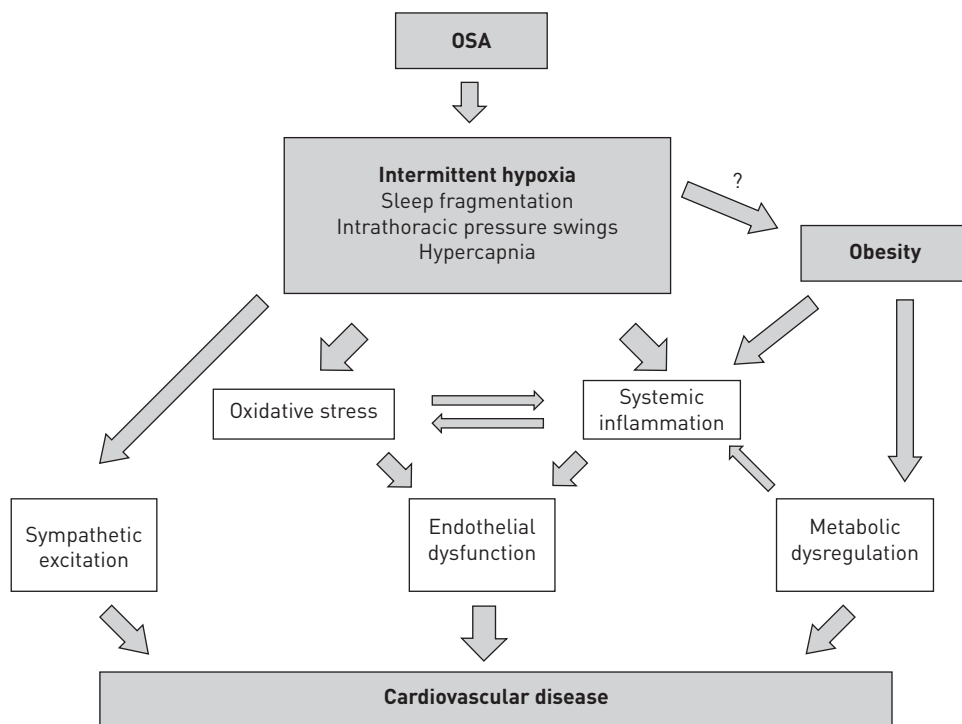 OSA
Intermittent hypoxia
Sleep fragmentation
Intrathoracic pressure swings
Hypercapnia
?
Obesity
Oxidative stress
Systemic
inflammation
Sympathetic
excitation
Endothelial
dysfunction
Metabolic
dysregulation
Cardiovascular disease